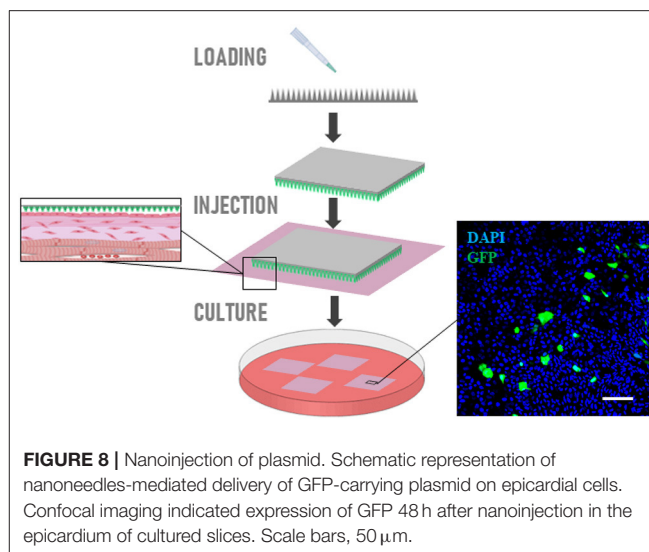 LOADING
INJECTION
CULTURE
DAPI
GFP
FIGURE 8 | Nanoinjection of plasmid. Schematic representation of
nanoneedles-mediated delivery of GFP-carrying plasmid on epicardial cells.
Confocal imaging indicated expression of GFP 48 h after nanoinjection in the
epicardium of cultured slices. Scale bars, 50 μm.